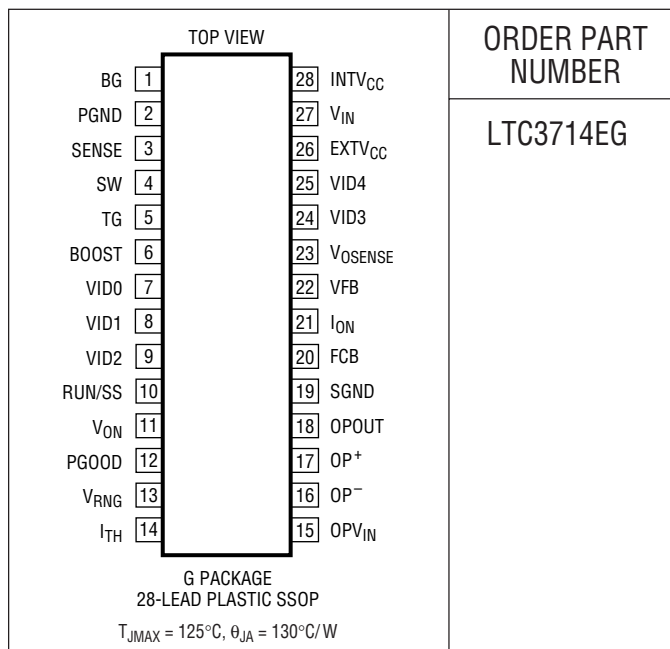 TOP VIEW
ORDER PART
NUMBER
LTC3714EG
BG 1
PGND 2
SENSE 3
SW 4
TG 5
BOOST 6
VID0 7
VID1 8
VID2 9
RUN/SS 10
VON 11
PGOOD 12
VRNG 13
ITH 14
28 INTVCC
27 VIN
26 EXTVCC
25 VID4
24 VID3
23 VOSENSE
22 VFB
21 ION
20 FCB
19 SGND
18 OPOUT
17 OP+
16 OP−
15 OPVIN
G PACKAGE
28-LEAD PLASTIC SSOP
TJMAX = 125°C, θJA = 130°C/W